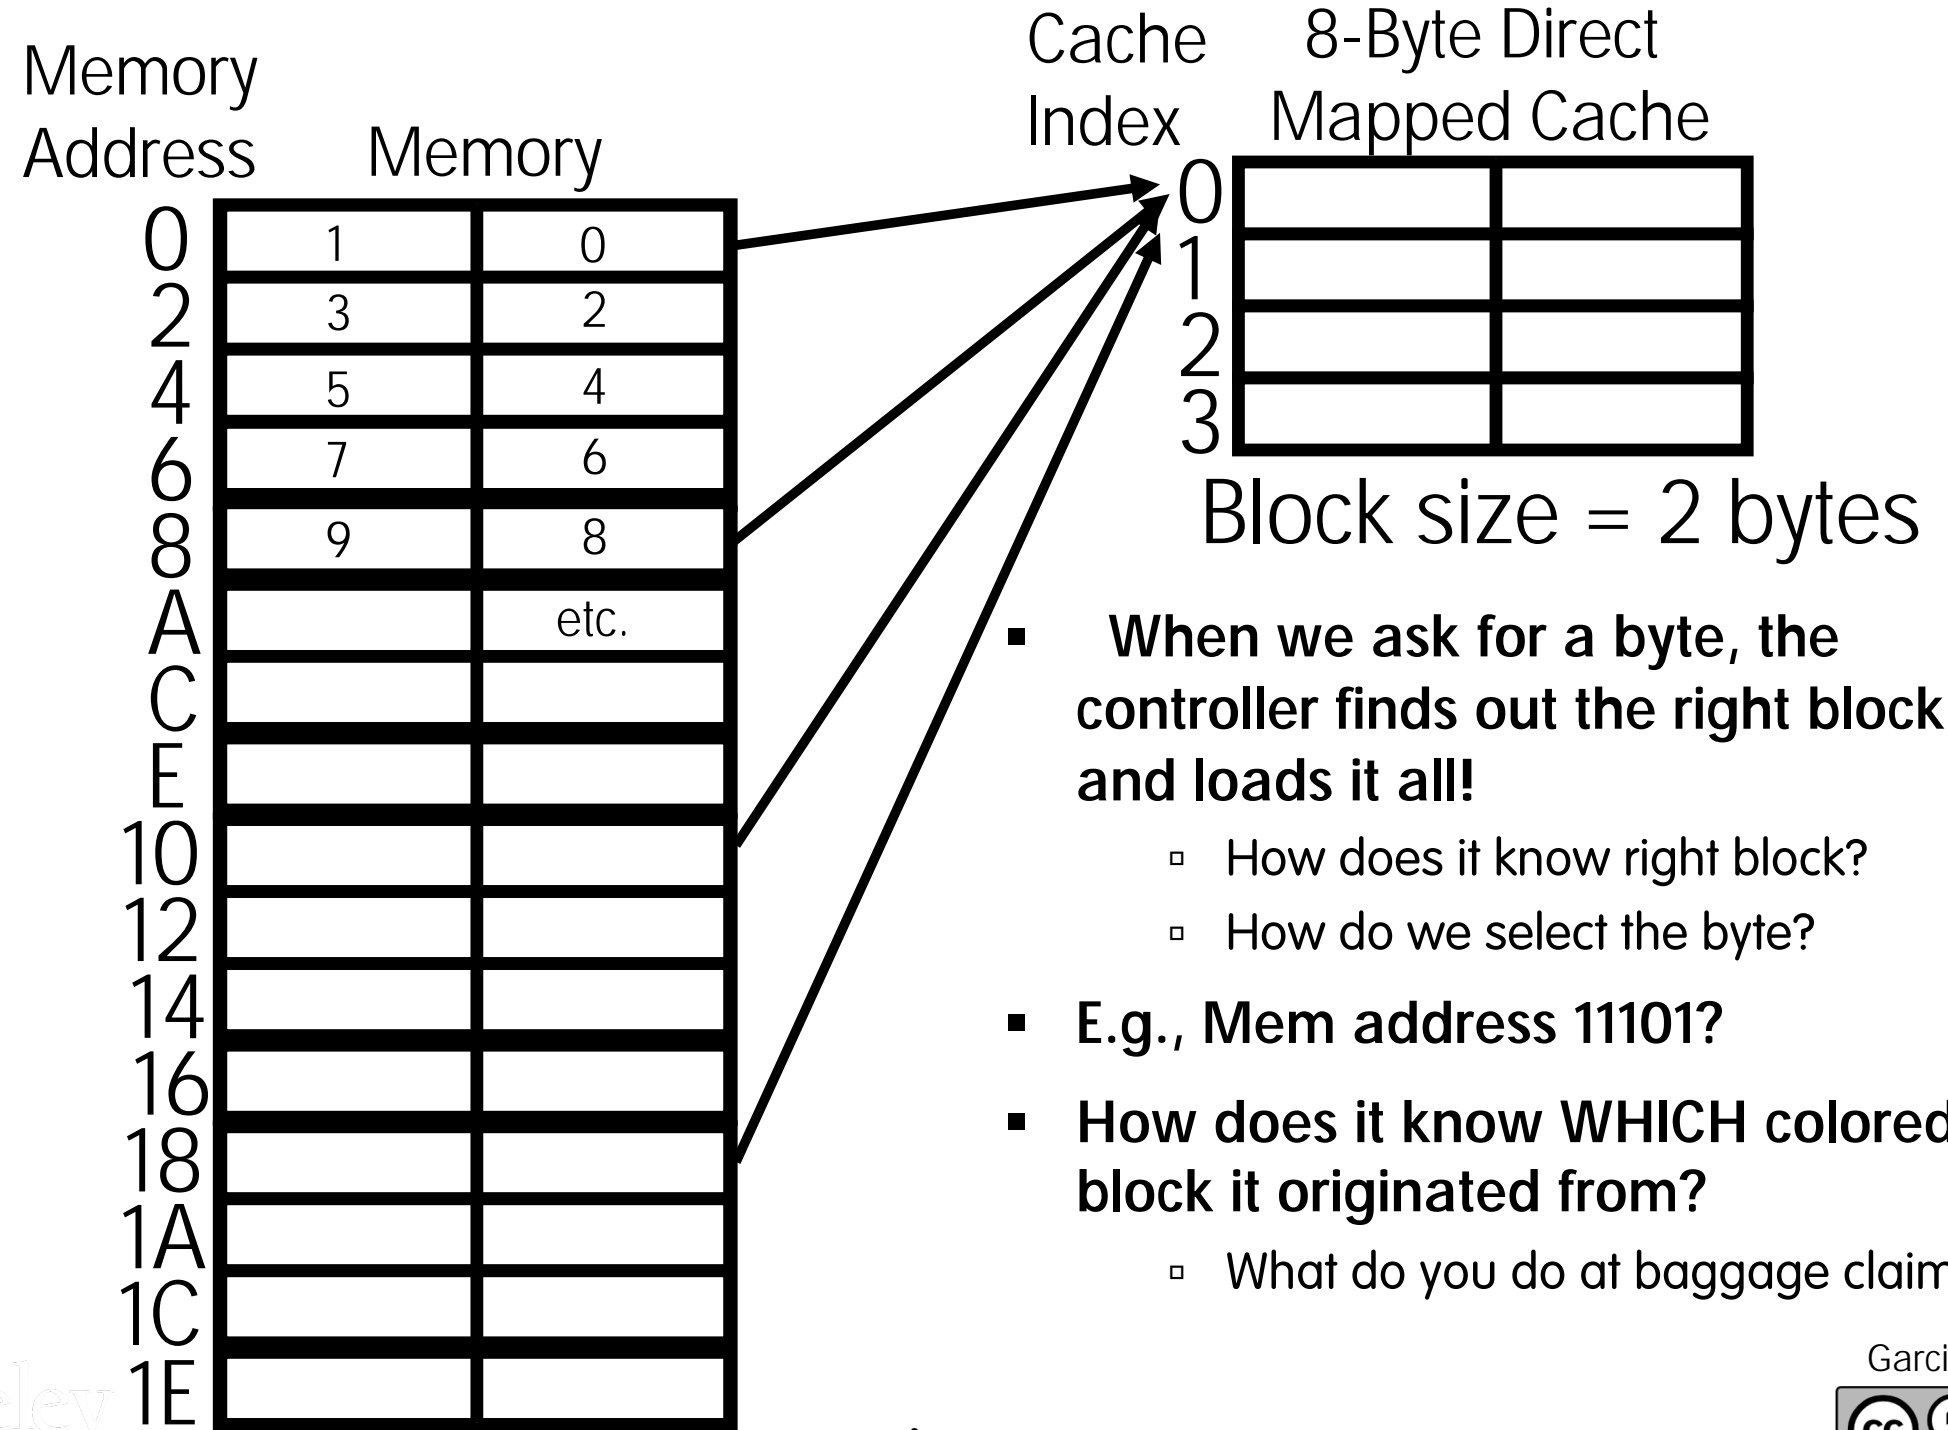 Memory
Address
Memory
0 1 0
2 3 2
4 5 4
6 7 6
8 9 8
A etc.
C
E
10
12
14
16
18
1A
1C
1E
Cache
Index
8-Byte Direct
Mapped Cache
0
1
2
3
Block size = 2 bytes
When we ask for a byte, the
controller finds out the right block
and loads it all!
How does it know right block?
How do we select the byte?
E.g., Mem address 11101?
How does it know WHICH colored
block it originated from?
What do you do at baggage claim
Garci
cc